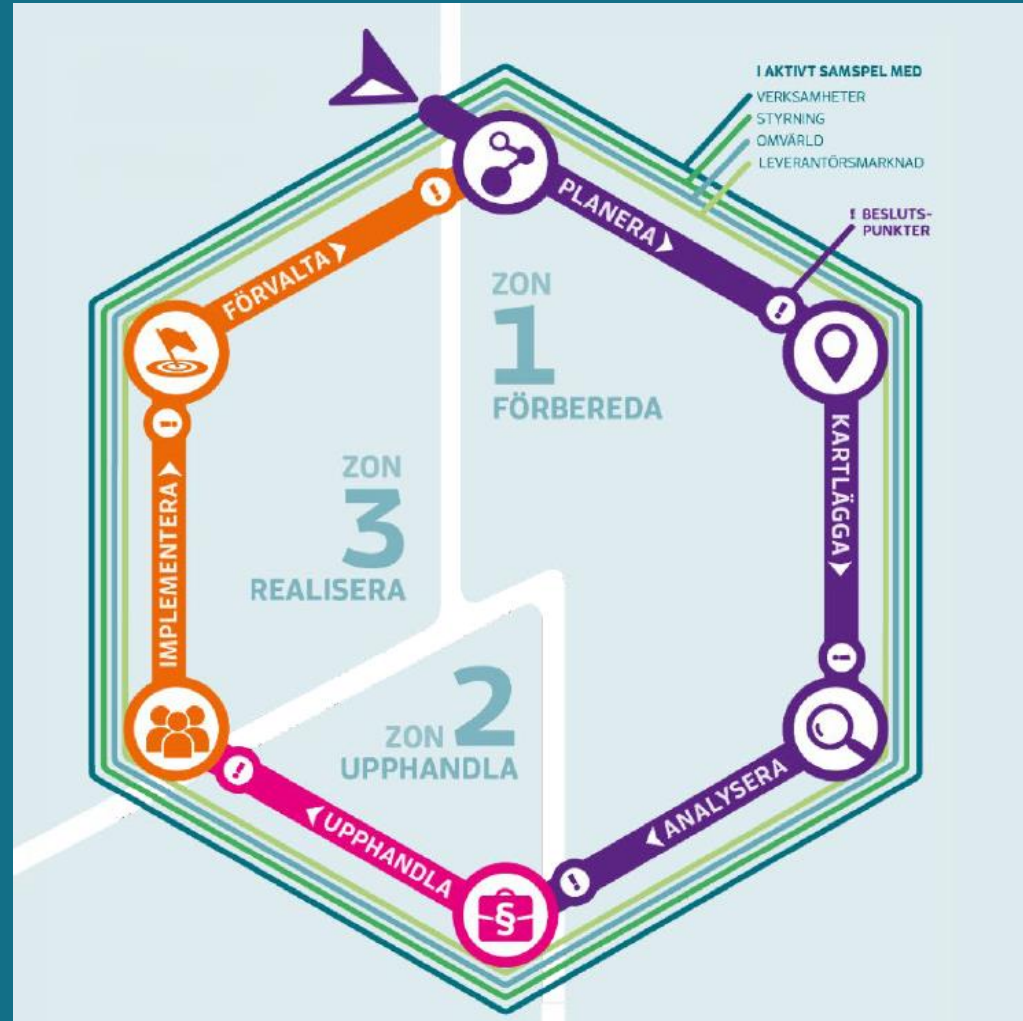 I AKTIVT SAMSPEL MED
VERKSAMHETER
STYRNING
OMVÄRLD
LEVERANTÖRSMARKNAD
! BESLUTS-
PUNKTER
!
PLANERA
!
FÖRVALTA
ZON
1
FÖRBEREDA
!
KARTLÄGGA
ZON
3
REALISERA
IMPLEMENTERA
!
ZON 2
UPPHANDLA
!
ANALYSERA
UPPHANDLA
!
§